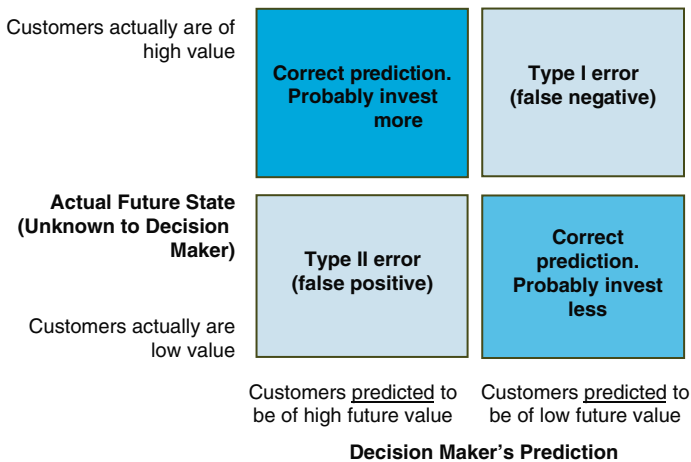 Customers actually are of
high value
Correct prediction.
Probably invest
more
Type I error
(false negative)
Actual Future State
(Unknown to Decision
Maker)
Type II error
(false positive)
Correct
prediction.
Probably invest
less
Customers actually are
low value
Customers predicted to
be of high future value
Customers predicted to
be of low future value
Decision Maker's Prediction